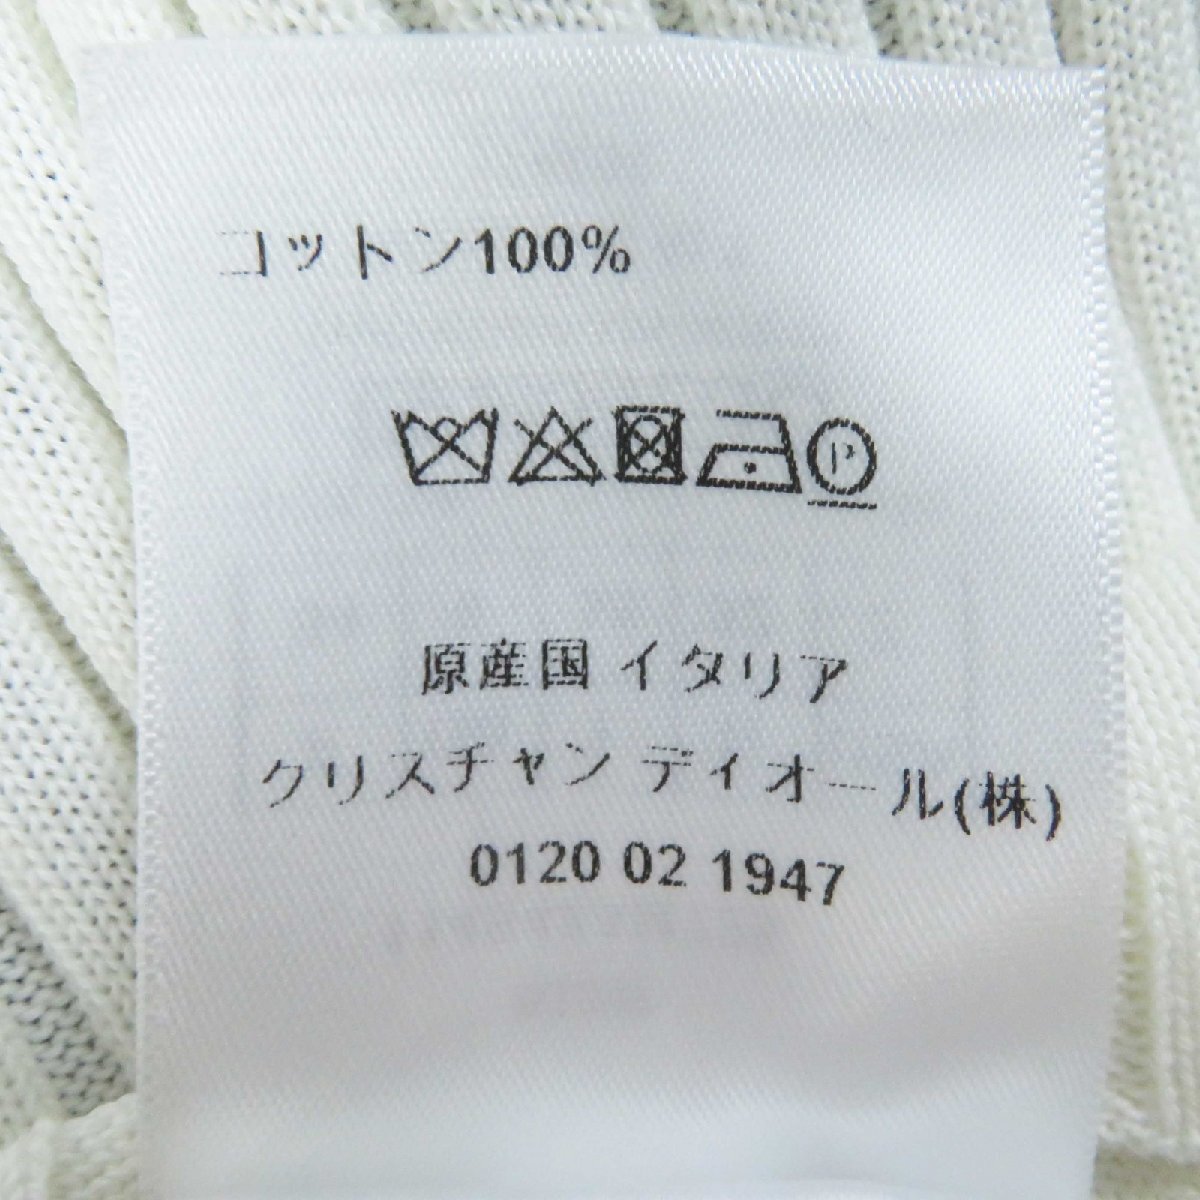 コットン100%
P
原産国 イタリア
クリスチャン ディオール(株)
0120 02 1947